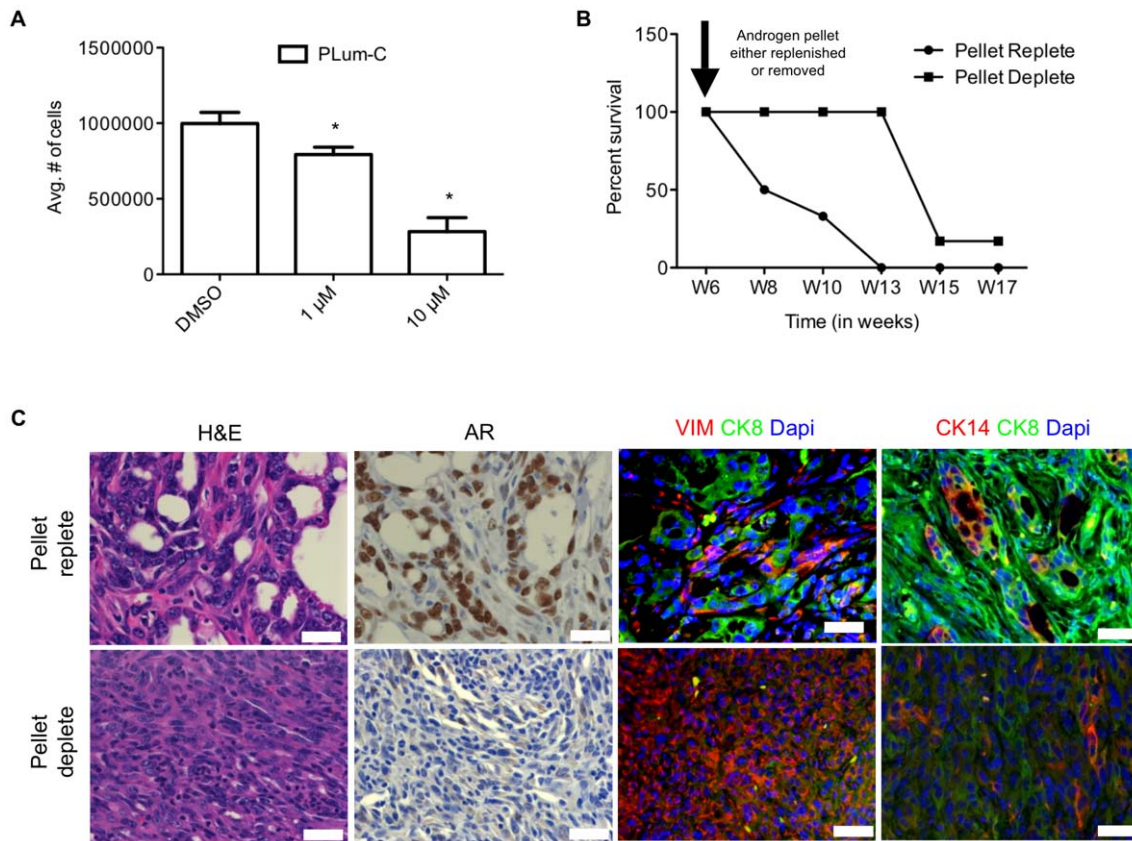 A
1500000
1000000
500000
0
Avg. # of cells
PLum-C
*
*
DMSO
1 µM
10 µM
B
150
100
50
0
Percent survival
Androgen pellet
either replenished
or removed
Pellet Replete
Pellet Deplete
W6 W8 W10 W13 W15 W17
Time (in weeks)
C
H&E
AR
VIM CK8 Dapi
CK14 CK8 Dapi
Pellet
replete
Pellet
deplete